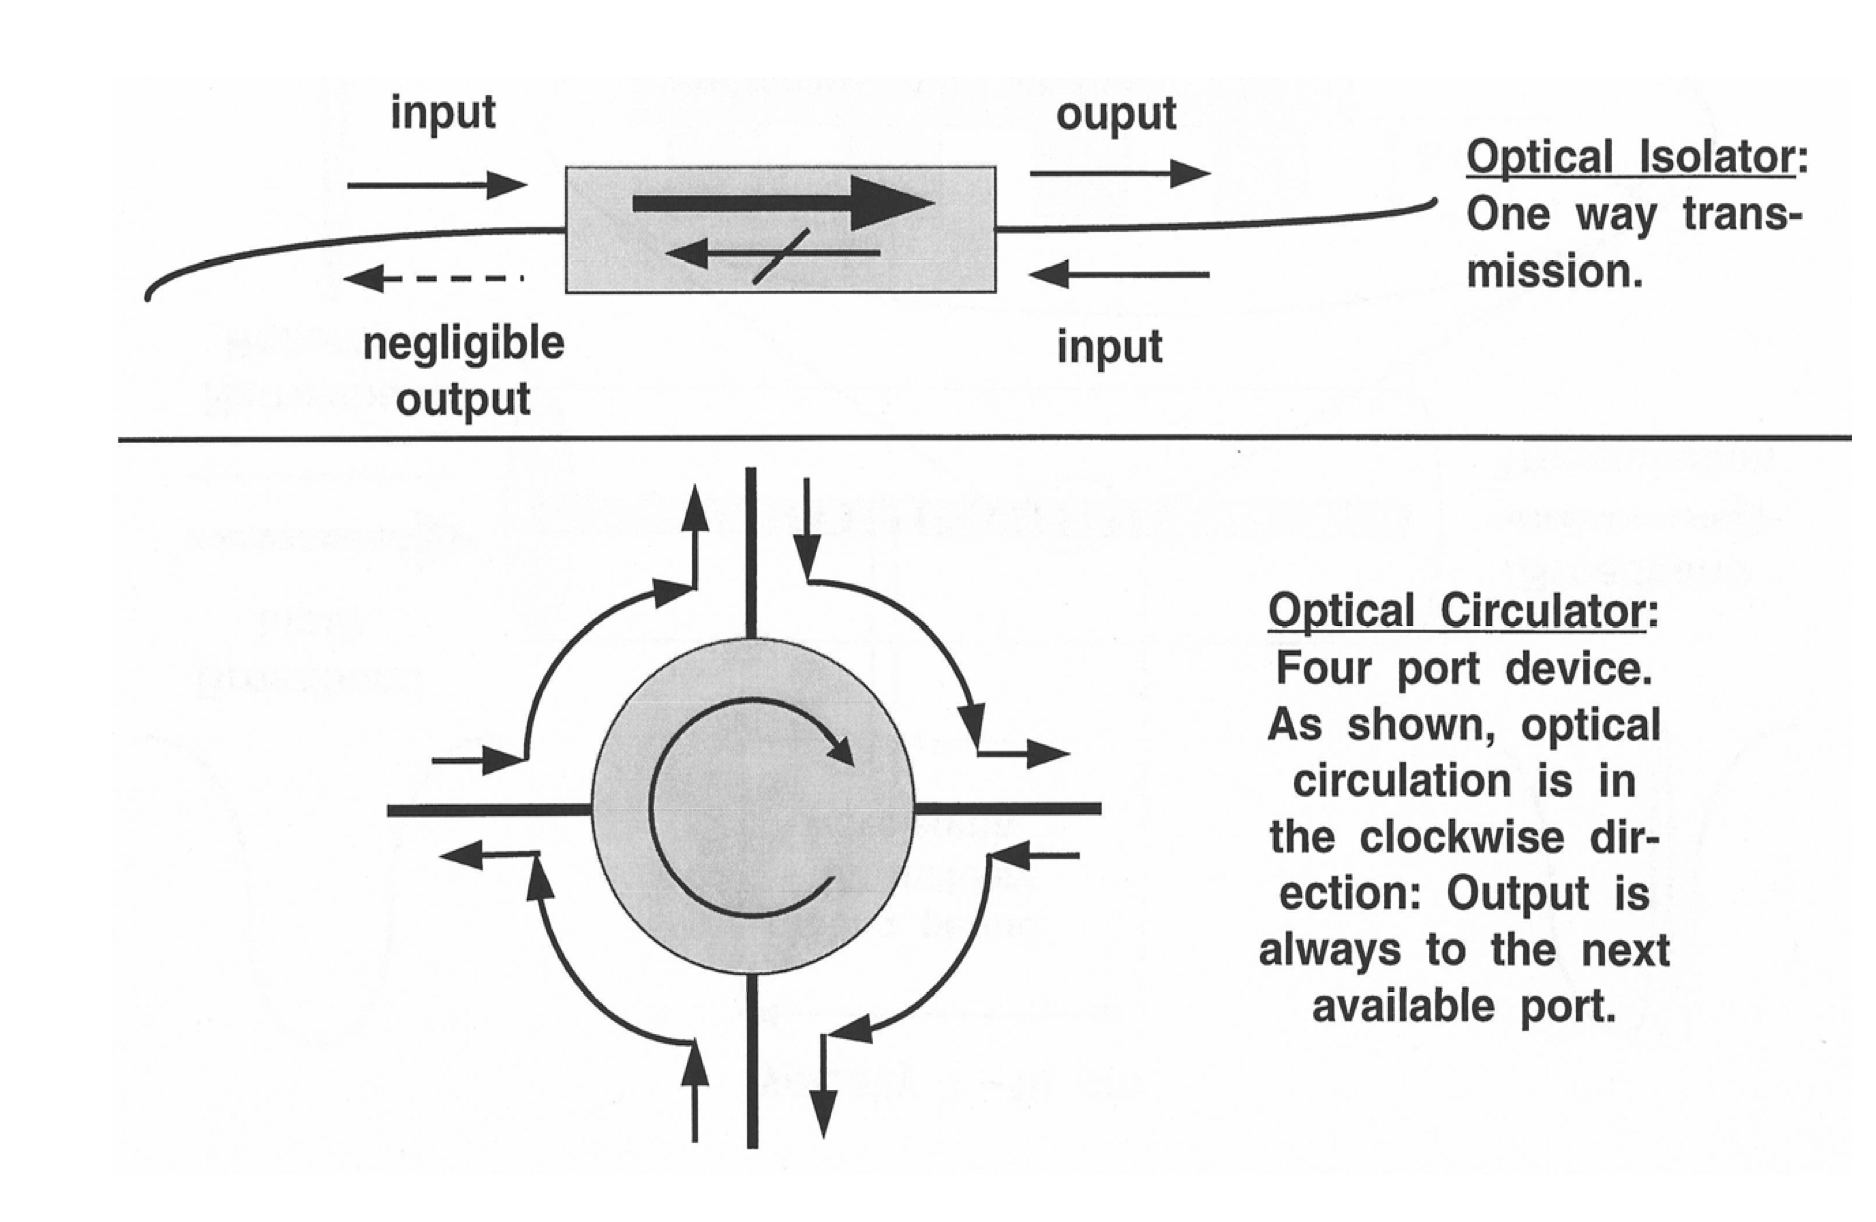 input
ouput
Optical Isolator:
One way trans-
mission.
negligible
output
input
Optical Circulator:
Four port device.
As shown, optical
circulation is in
the clockwise dir-
ection: Output is
always to the next
available port.